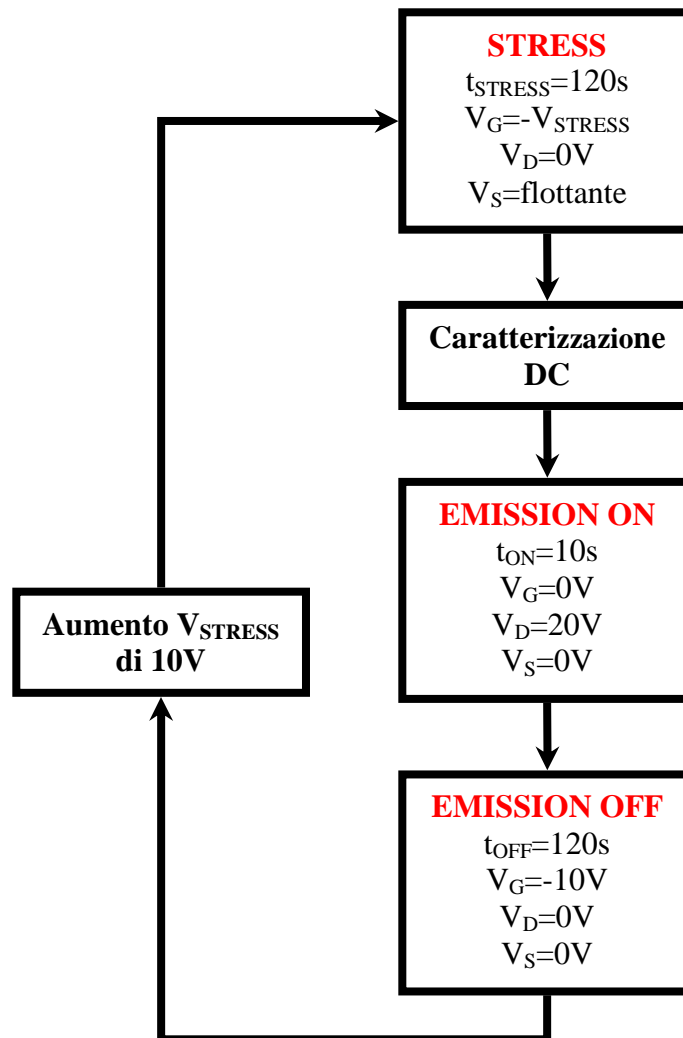 STRESS
tSTRESS=120s
VG=-VSTRESS
VD=0V
VS=flottante
Caratterizzazione
DC
EMISSION ON
tON=10s
VG=0V
VD=20V
VS=0V
Aumento VSTRESS
di 10V
EMISSION OFF
tOFF=120s
VG=-10V
VD=0V
VS=0V